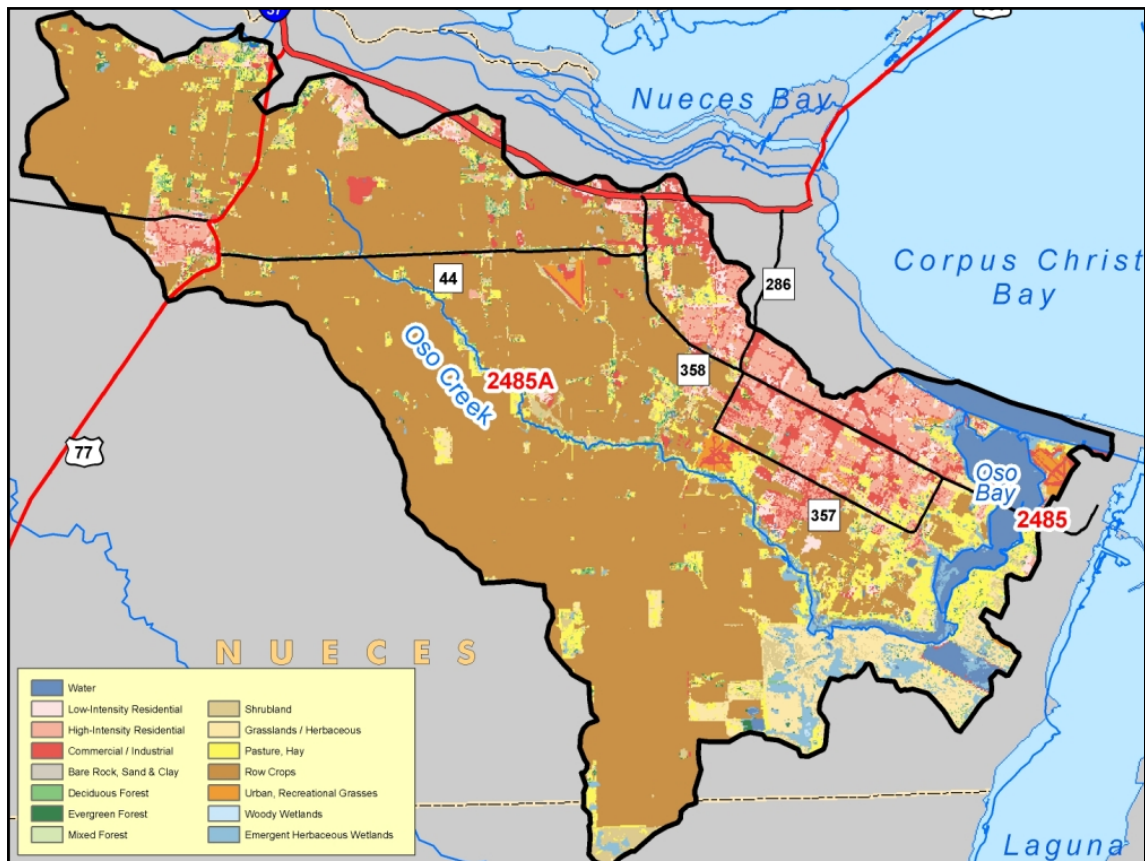 37
Nueces Bay
Corpus Christ
Bay
44
286
Oso Creek
2485A
358
77
Oso
Bay
2485
357
NUECES
Water
Low-Intensity Residential
High-Intensity Residential
Commercial / Industrial
Bare Rock, Sand & Clay
Deciduous Forest
Evergreen Forest
Mixed Forest
Shrubland
Grasslands / Herbaceous
Pasture, Hay
Row Crops
Urban, Recreational Grasses
Woody Wetlands
Emergent Herbaceous Wetlands
Laguna